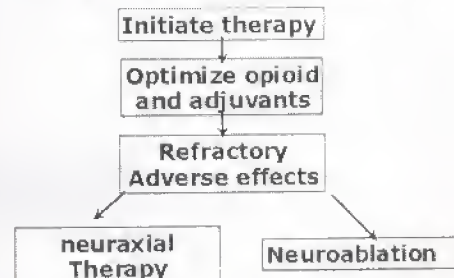 Initiate therapy
Optimize opioid
and adjuvants
Refractory
Adverse effects
neuraxial
Therapy
Neuroablation